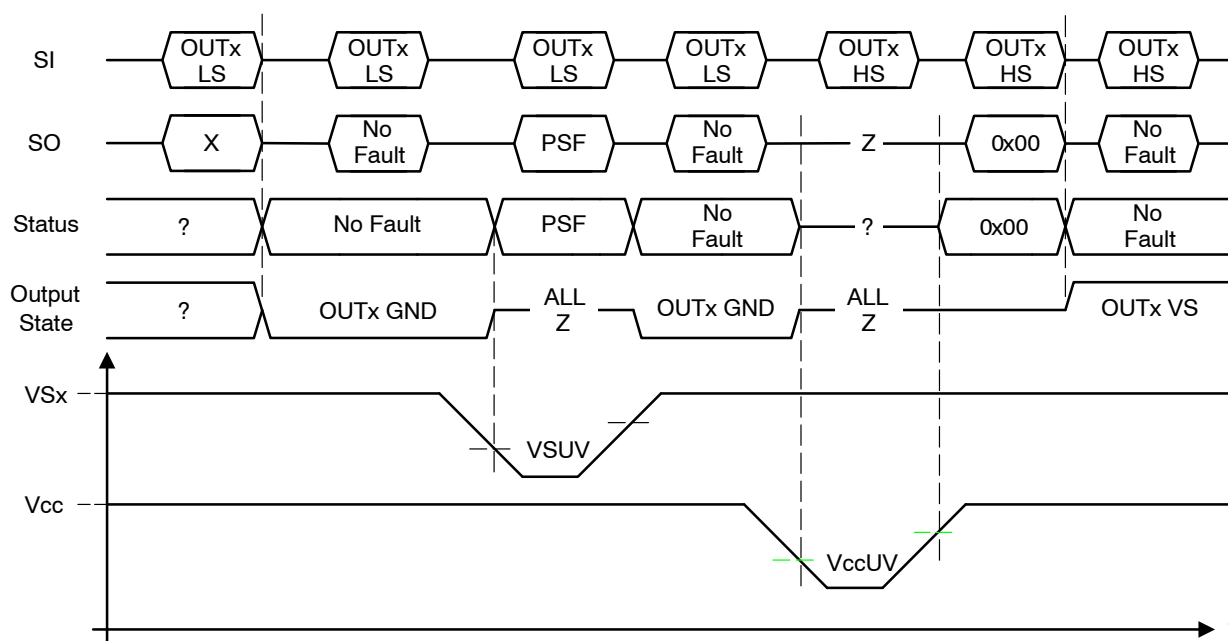 SI
OUTx
LS
OUTx
LS
OUTx
LS
OUTx
LS
OUTx
HS
OUTx
HS
OUTx
HS
SO
X
No
Fault
PSF
No
Fault
Z
0x00
No
Fault
Status
?
No Fault
PSF
No
Fault
?
0x00
No
Fault
Output
State
?
OUTx GND
ALL
Z
OUTx GND
ALL
Z
OUTx VS
VSx
VSUV
Vcc
VccUV